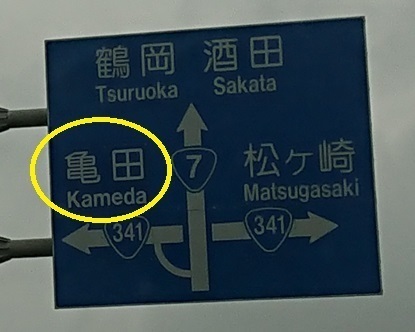 鶴岡 酒田
Tsuruoka Sakata
亀田 7 松ヶ崎
Kameda Matsugasaki
341 341